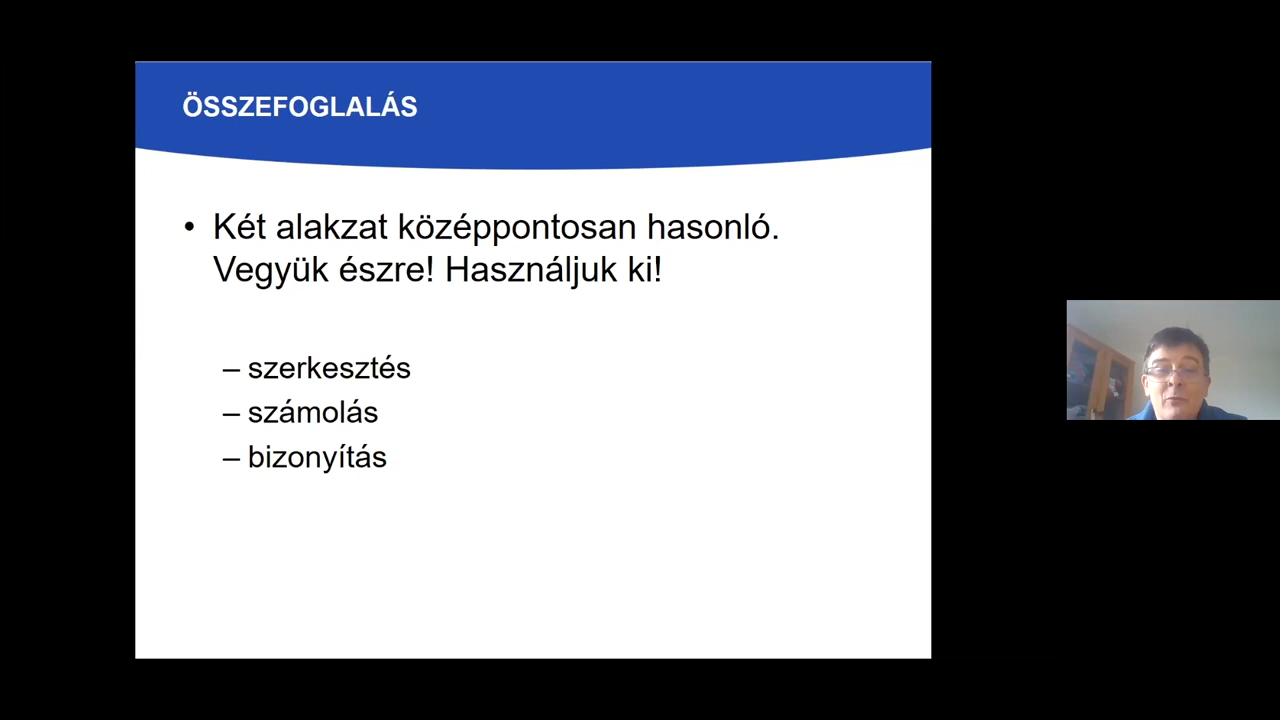 ÖSSZEFOGLALÁS
• Két alakzat középpontosan hasonló.
Vegyük észre! Használjuk ki!
– szerkesztés
– számolás
– bizonyítás